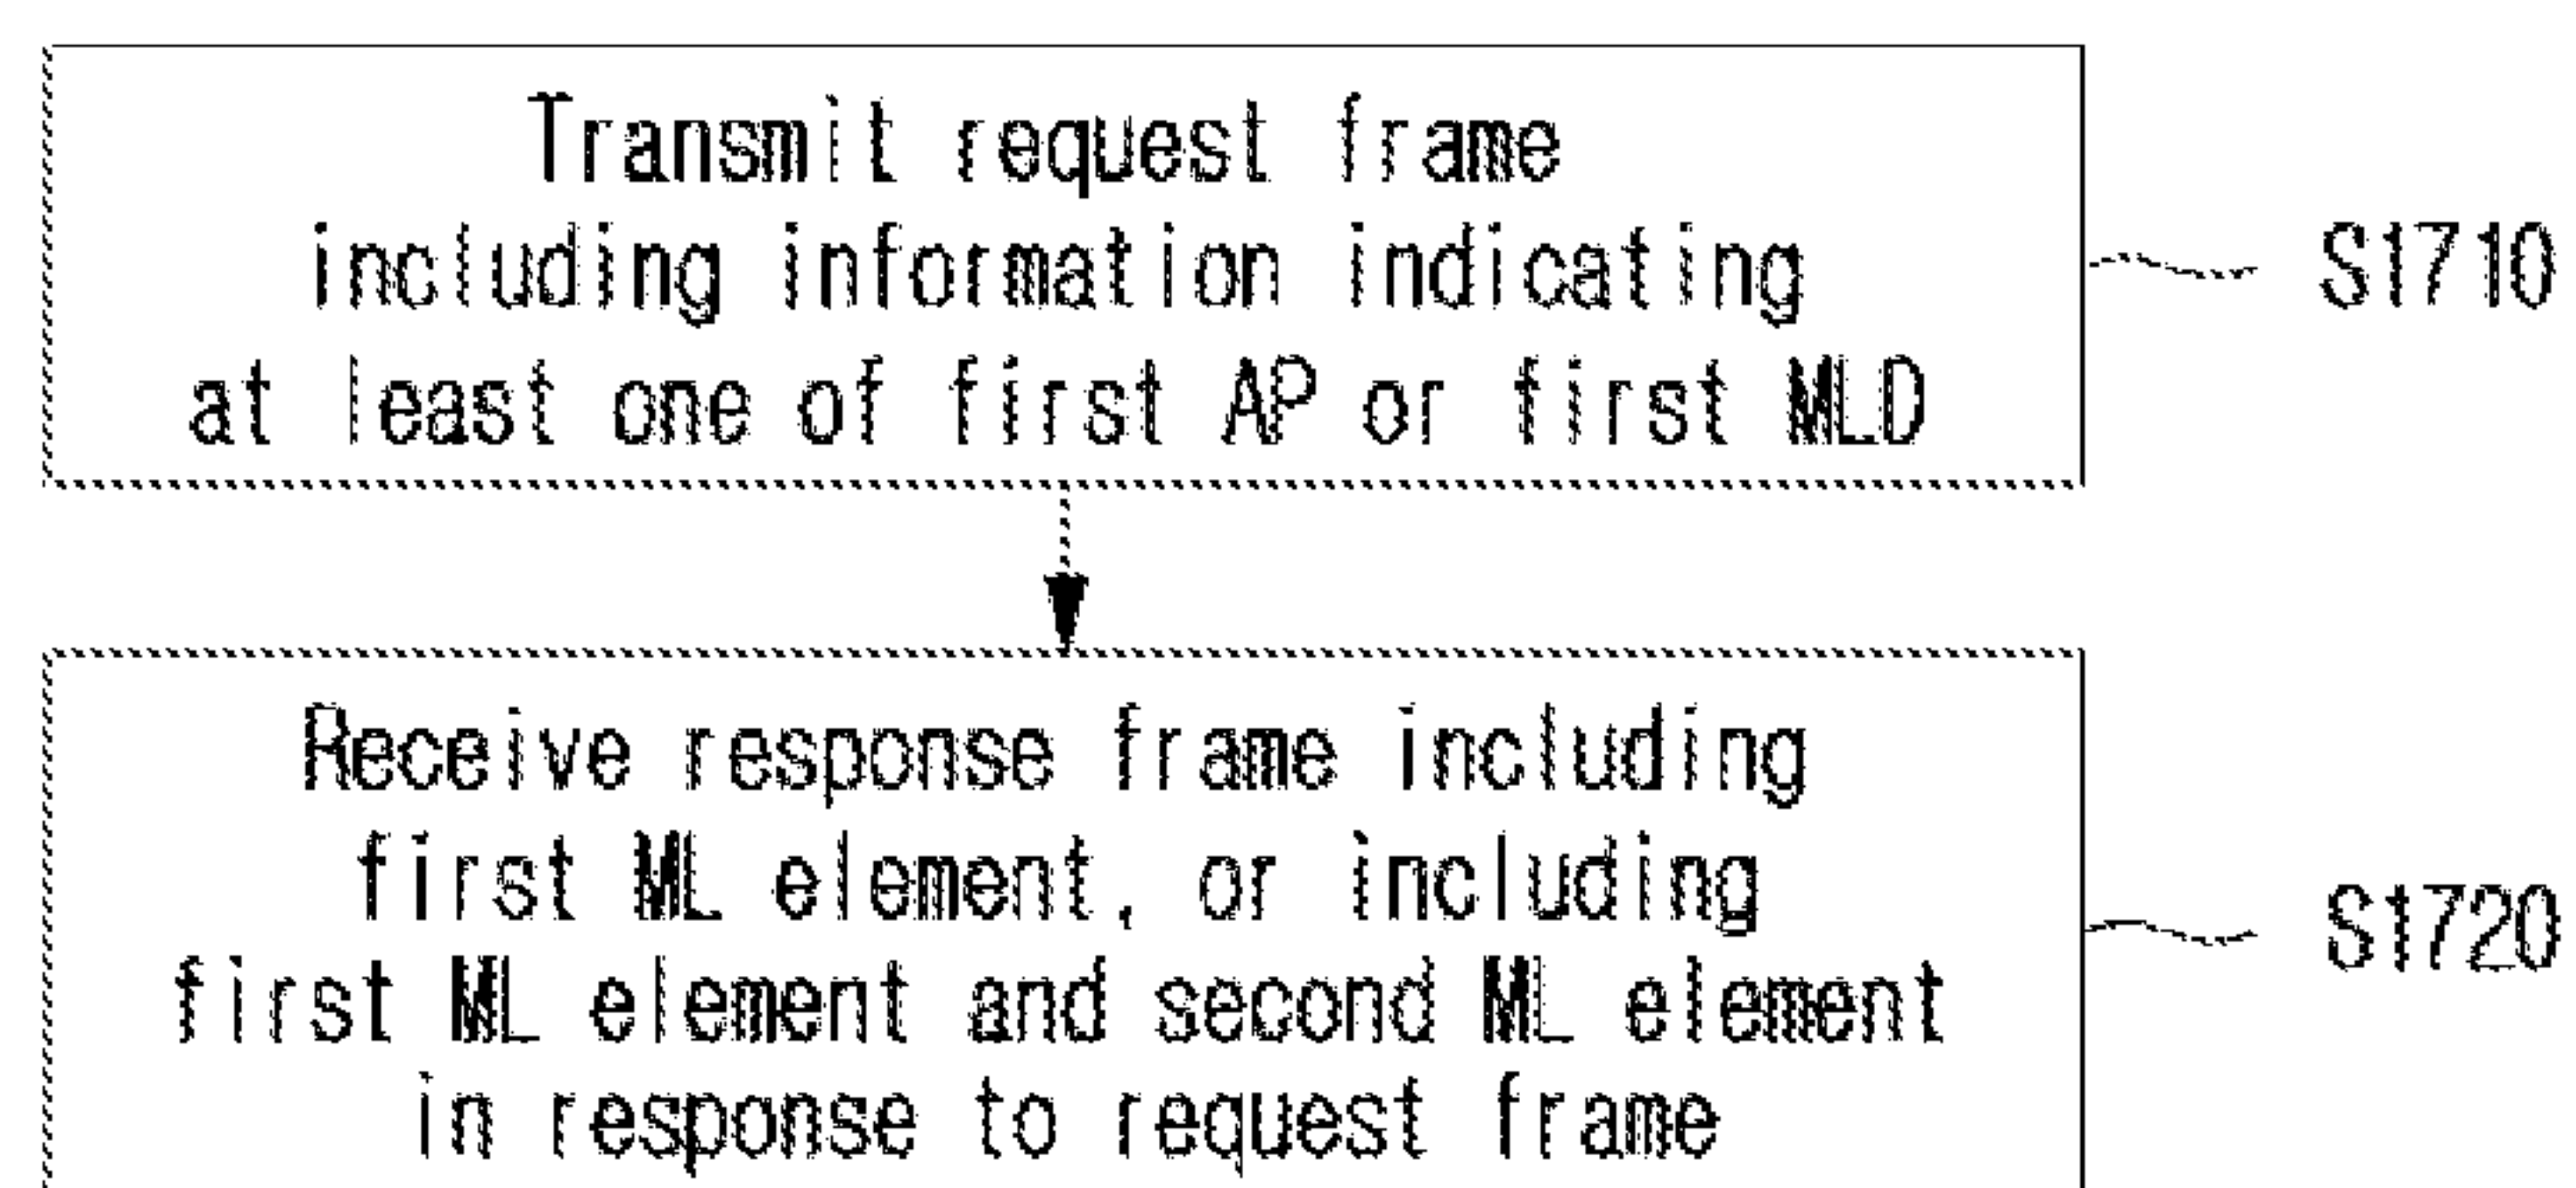 Transmit request frame
including information indicating
at least one of first AP or first MLD
S1710
Receive response frame including
first ML element, or including
first ML element and second ML element
in response to request frame
S1720